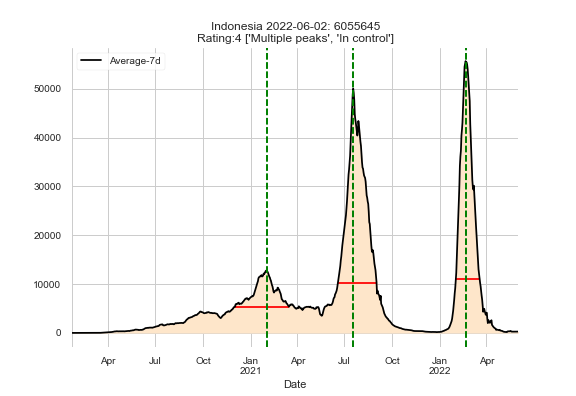 Indonesia 2022-06-02: 6055645
Rating:4 ['Multiple peaks', 'In control']
Average-7d
50000
40000
30000
20000
10000
0
Apr Jul Oct Jan Apr Jul Oct Jan Apr
2021 2022
Date